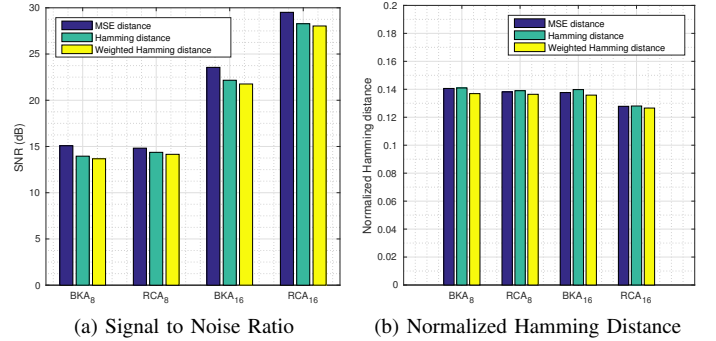 30
25
20
15
10
5
0
SNR (dB)
MSE distance
Hamming distance
Weighted Hamming distance
BKA8 RCA8 BKA16 RCA16
(a) Signal to Noise Ratio
0.2
0.18
0.16
0.14
0.12
0.1
0.08
0.06
0.04
0.02
0
Normalized Hamming distance
MSE distance
Hamming distance
Weighted Hamming distance
BKA8 RCA8 BKA16 RCA16
(b) Normalized Hamming Distance